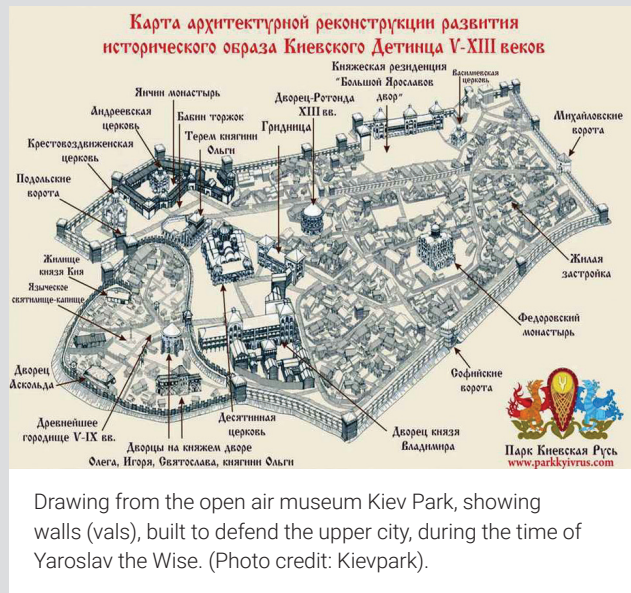 Карта архитектурной реконструкции развития
исторического образа Киевского Детинца V-XIII веков
Княжеская резиденция
"Большой Ярославов
двор"
Василиевская
церковь
Янчин монастырь
Андреевская
церковь
Бабин торжок
Терем княгини
Ольги
Дворец-Ротонда
XIII вв.
Гридница
Михайловские
ворота
Крестовоздвиженская
церковь
Подольские
ворота
Жилище
князя Кия
Языческое
святилище-капище
Жилая
застройка
Федоровский
монастырь
Дворец
Аскольда
Софийские
ворота
Древнейшее
городище V-IX вв.
Десятинная
церковь
Дворец князя
Владимира
Дворцы на княжем дворе
Олега, Игоря, Святослава, княгини Ольги
Парк Киевская Русь
www.parkkyivrus.com
Drawing from the open air museum Kiev Park, showing
walls (vals), built to defend the upper city, during the time of
Yaroslav the Wise. (Photo credit: Kievpark).